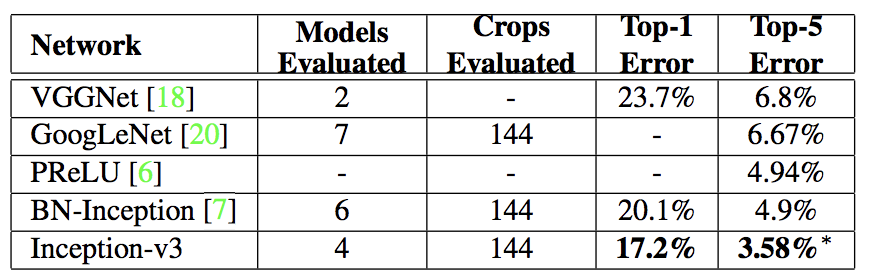 Network Models Evaluated Crops Evaluated Top-1 Error Top-5 Error
VGGNet [18] 2 - 23.7% 6.8%
GoogLeNet [20] 7 144 - 6.67%
PReLU [6] - - - 4.94%
BN-Inception [7] 6 144 20.1% 4.9%
Inception-v3 4 144 17.2% 3.58%*